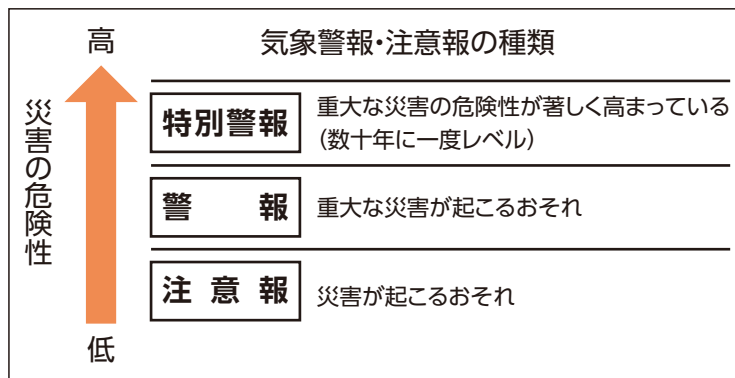 気象警報・注意報の種類
高
災害の危険性
低
特別警報
重大な災害の危険性が著しく高まっている
（数十年に一度レベル）
警　報
重大な災害が起こるおそれ
注意報
災害が起こるおそれ